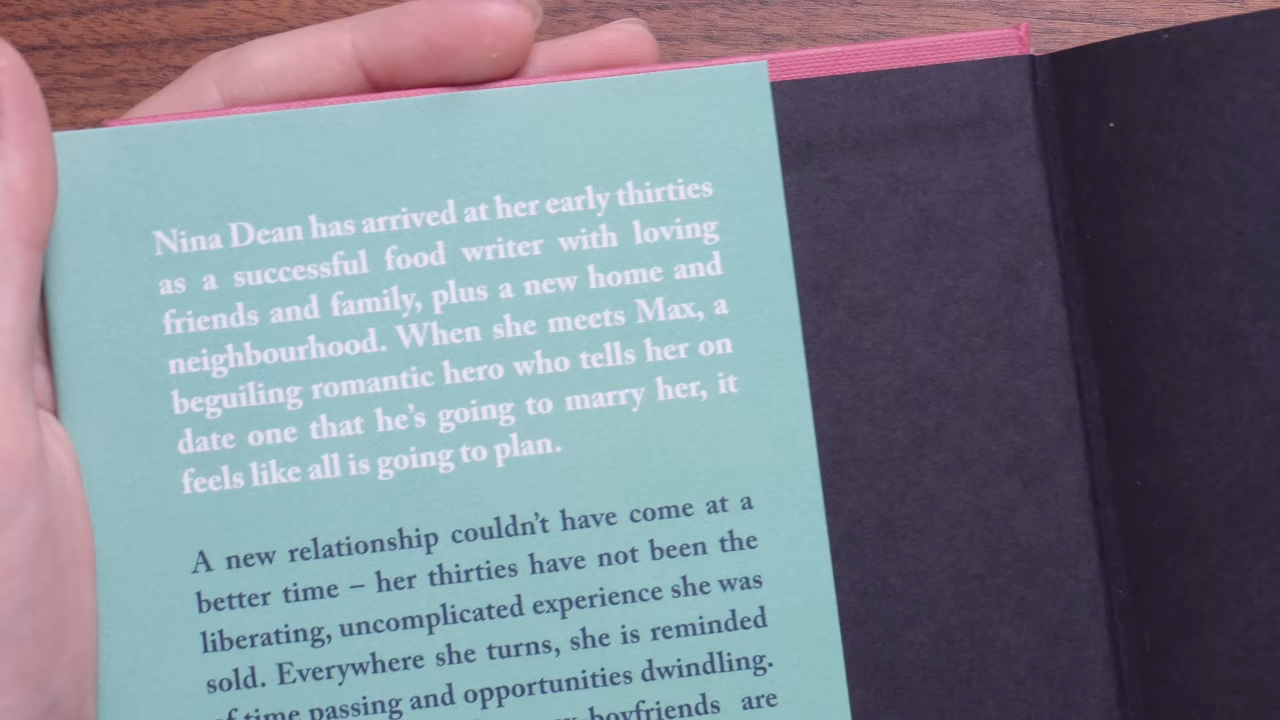 Nina Dean has arrived at her early thirties
as a successful food writer with loving
friends and family, plus a new home and
neighbourhood. When she meets Max, a
beguiling romantic hero who tells her on
date one that he's going to marry her, it
feels like all is going to plan.
A new relationship couldn't have come at a
better time – her thirties have not been the
liberating, uncomplicated experience she was
sold. Everywhere she turns, she is reminded
of time passing and opportunities dwindling.
boyfriends are